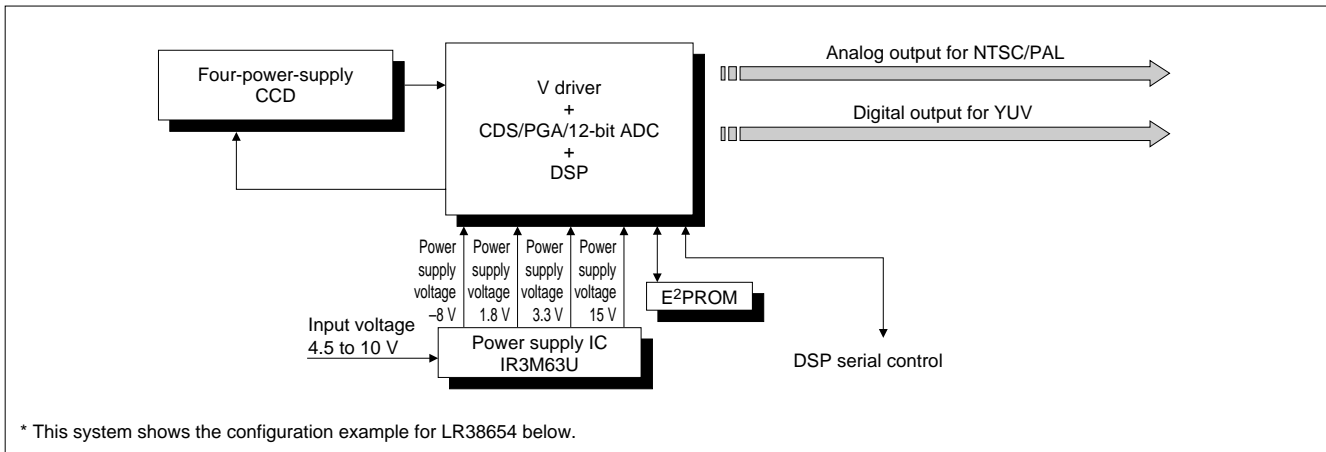 Four-power-supply
CCD
V driver
+
CDS/PGA/12-bit ADC
+
DSP
Analog output for NTSC/PAL
Digital output for YUV
Power
supply
voltage
–8 V
Power
supply
voltage
1.8 V
Power
supply
voltage
3.3 V
Power
supply
voltage
15 V
E2PROM
Input voltage
4.5 to 10 V
Power supply IC
IR3M63U
DSP serial control
* This system shows the configuration example for LR38654 below.